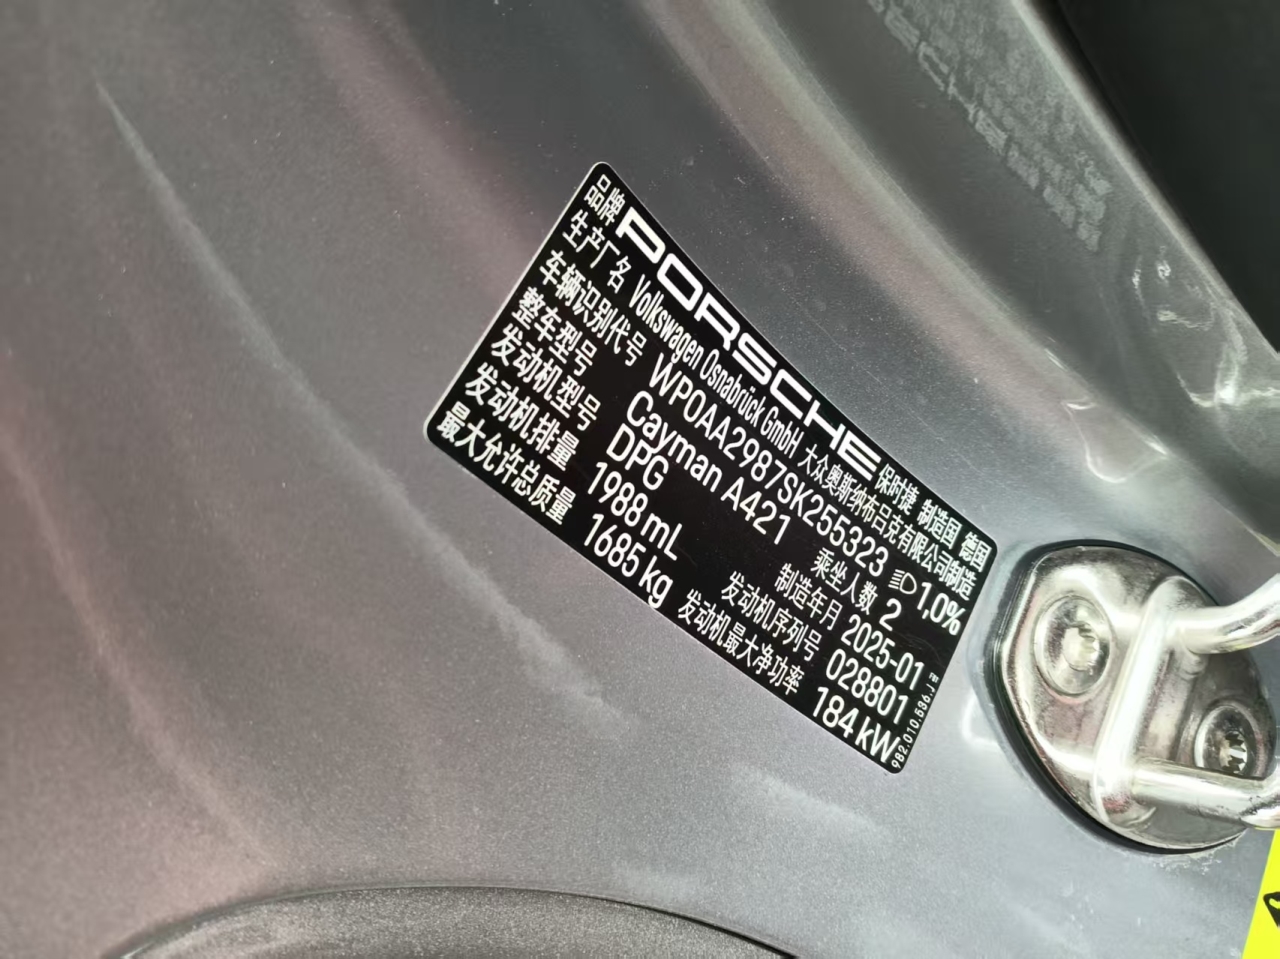 品牌 PORSCHE 保时捷 制造国 德国
生产厂名 Volkswagen Osnabrück GmbH 大众奥斯纳布吕克有限公司制造
车辆识别代号 WP0AA2987SK255323 1,0%
整车型号 Cayman A421 乘坐人数 2
发动机型号 DPG 制造年月 2025-01
发动机排量 1988 mL 发动机序列号 028801
最大允许总质量 1685 kg 发动机最大净功率 184 kW
982.010.536.J